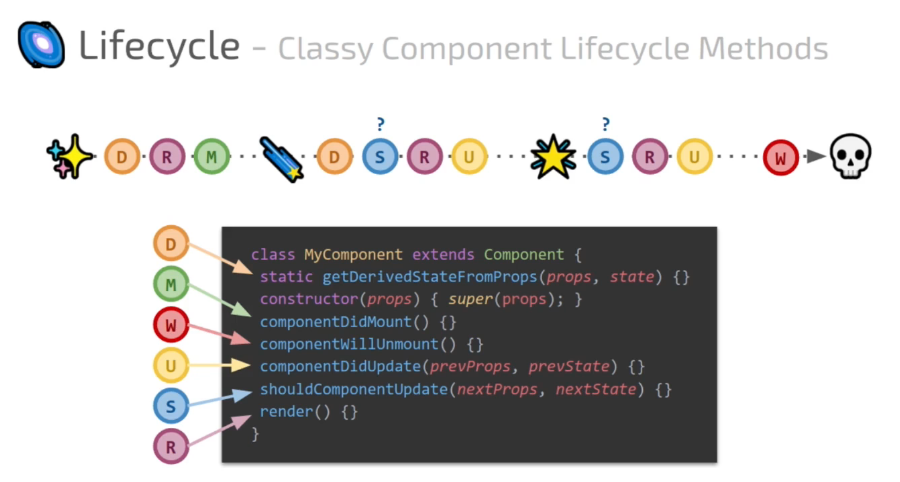 Lifecycle - Classy Component Lifecycle Methods
? ?
D R M D S R U S R U W
D
M
W
U
S
R
class MyComponent extends Component {
static getDerivedStateFromProps(props, state) {}
constructor(props) { super(props); }
componentDidMount() {}
componentWillUnmount() {}
componentDidUpdate(prevProps, prevState) {}
shouldComponentUpdate(nextProps, nextState) {}
render() {}
}